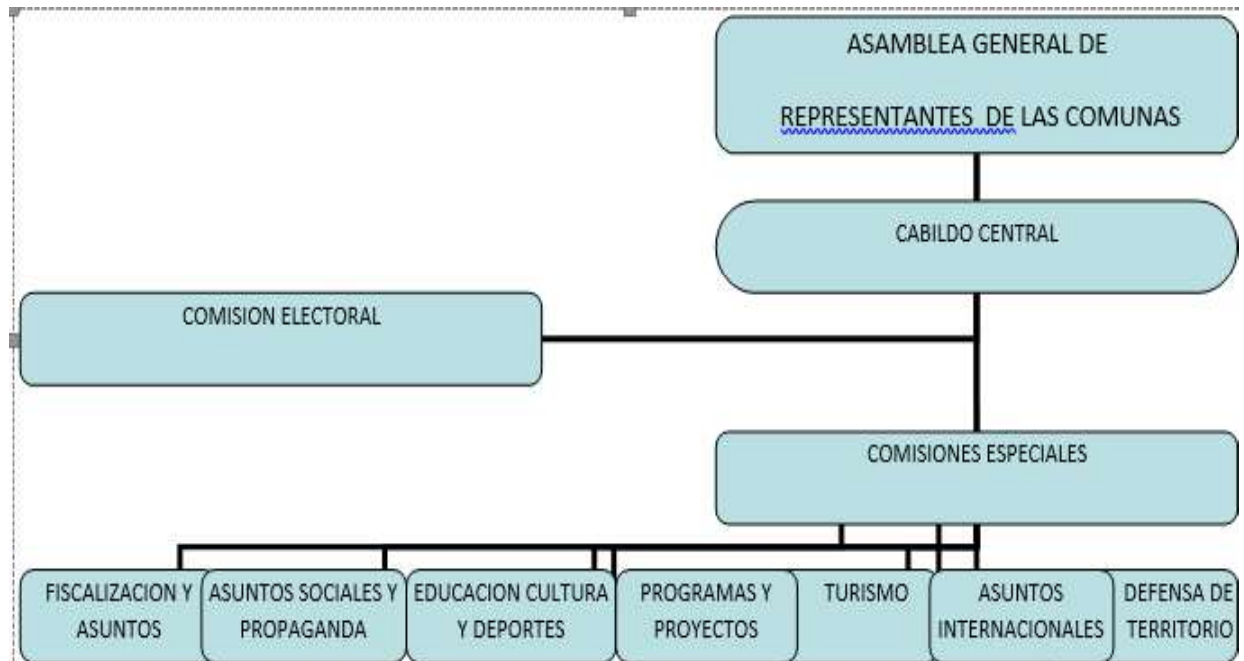 ASAMBLEA GENERAL DE
REPRESENTANTES DE LAS COMUNAS
CABILDO CENTRAL
COMISION ELECTORAL
COMISIONES ESPECIALES
FISCALIZACION Y
ASUNTOS
ASUNTOS SOCIALES Y
PROPAGANDA
EDUCACION CULTURA
Y DEPORTES
PROGRAMAS Y
PROYECTOS
TURISMO
ASUNTOS
INTERNACIONALES
DEFENSA DE
TERRITORIO